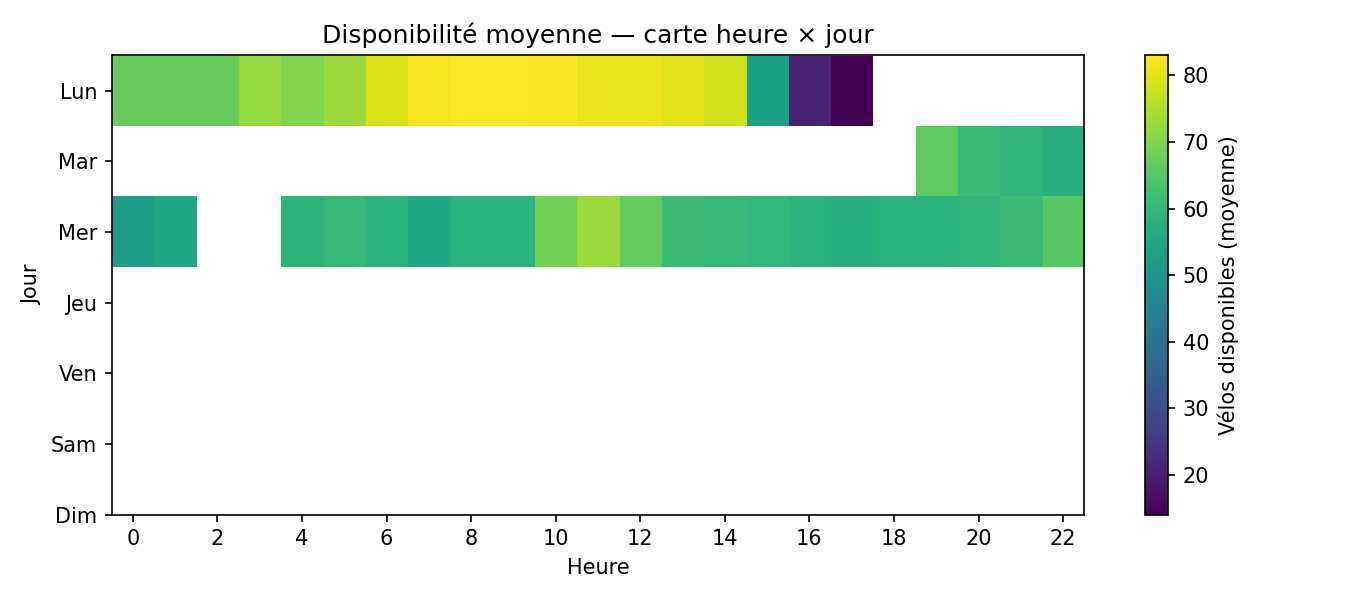 Disponibilité moyenne — carte heure × jour
Jour
Lun
Mar
Mer
Jeu
Ven
Sam
Dim
0 2 4 6 8 10 12 14 16 18 20 22
Heure
80
70
60
50
40
30
20
Vélos disponibles (moyenne)